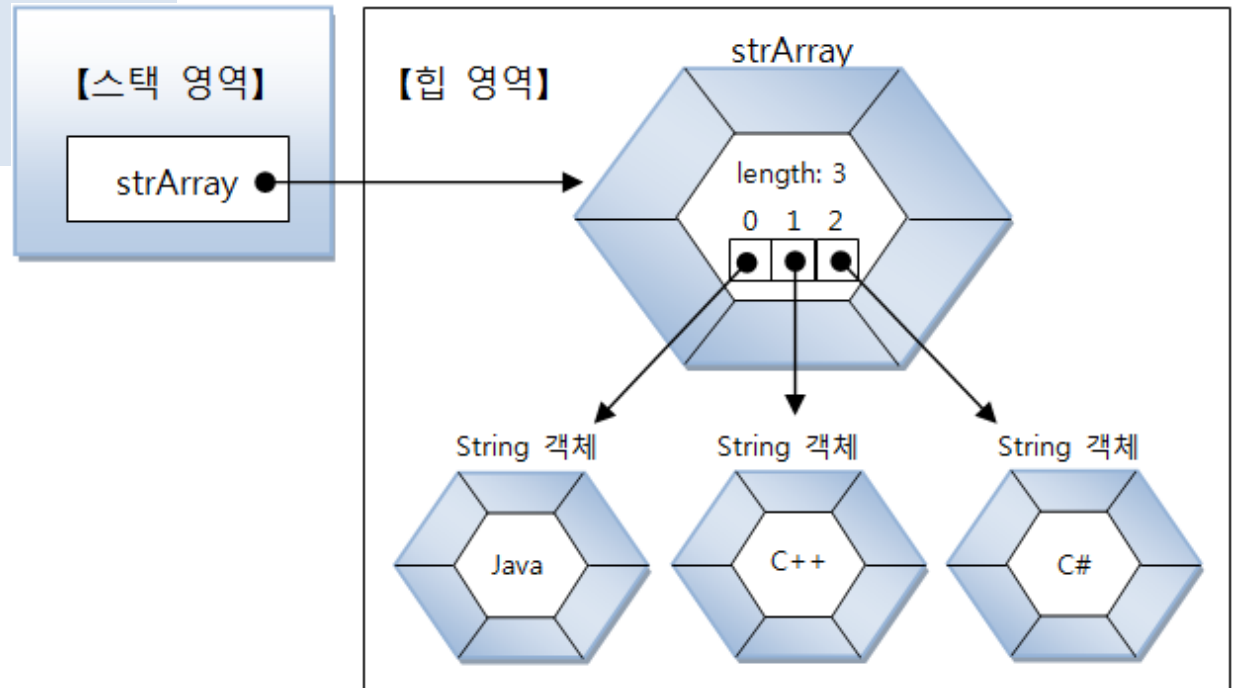 【스택 영역】
strArray
【힙 영역】
strArray
length: 3
0 1 2
String 객체
String 객체
String 객체
Java
C++
C#